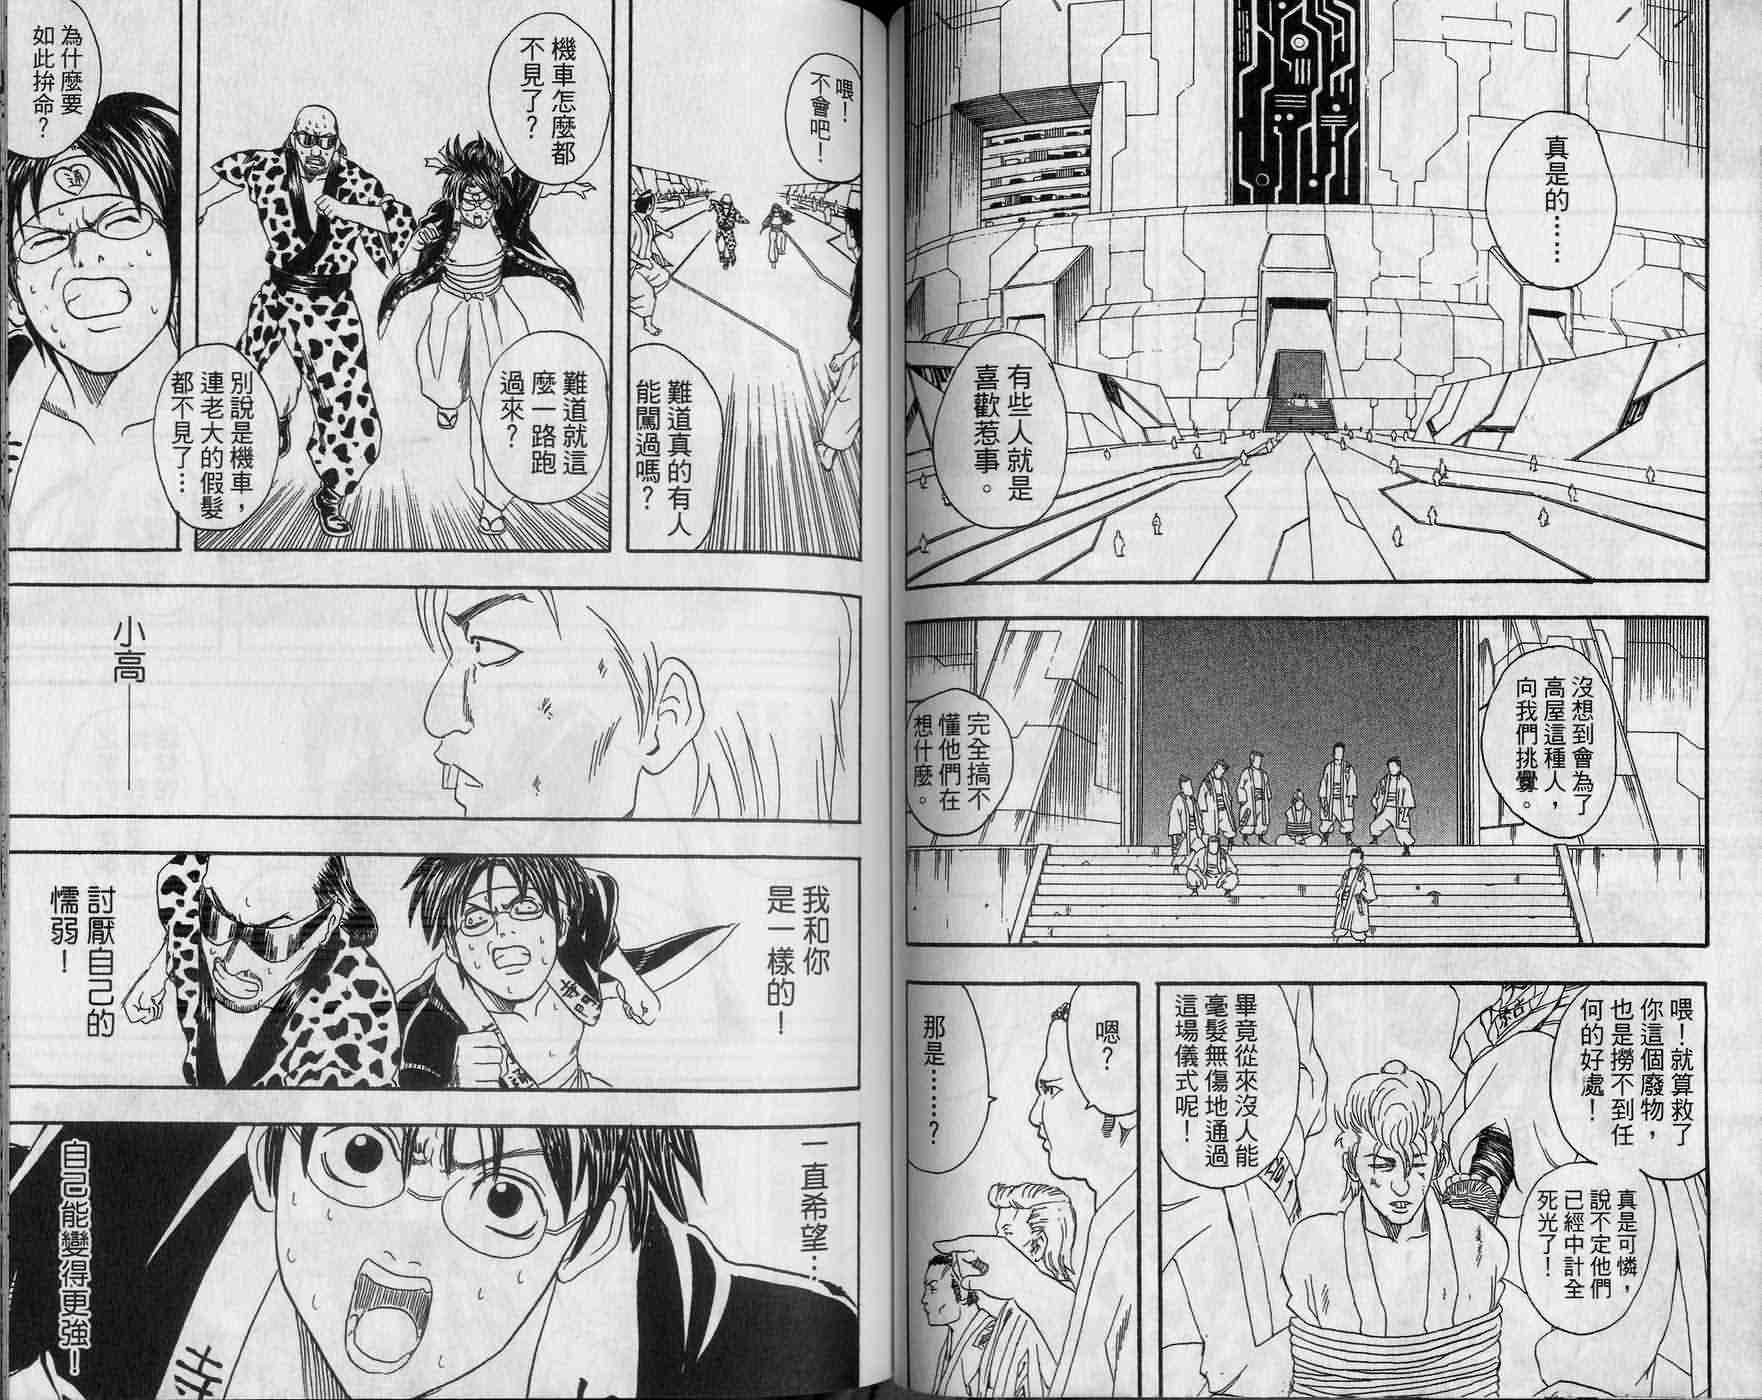 真是的……
有些人就是
喜歡惹事。
沒想到會為了
高屋這種人，
向我們挑釁。
完全搞不
懂他們在
想什麼。
喂！就算救了
你這個廢物，
也是撈不到任
何的好處！
真是可憐，
說不定他們
已經中計全
死光了！
畢竟從來沒人能
毫髮無傷地通過
這場儀式呢！
嗯？
那是……？
喂！
不會吧！
難道真的有人
能闖過嗎？
機車怎麼都
不見了？
難道就這
麼一路跑
過來？
別說是機車，
連老大的假髮
都不見了…
為什麼要
如此拚命？
通
小高——
我和你
是一樣的！
討厭自己的
懦弱！
一直希望…
自己能變得更強！